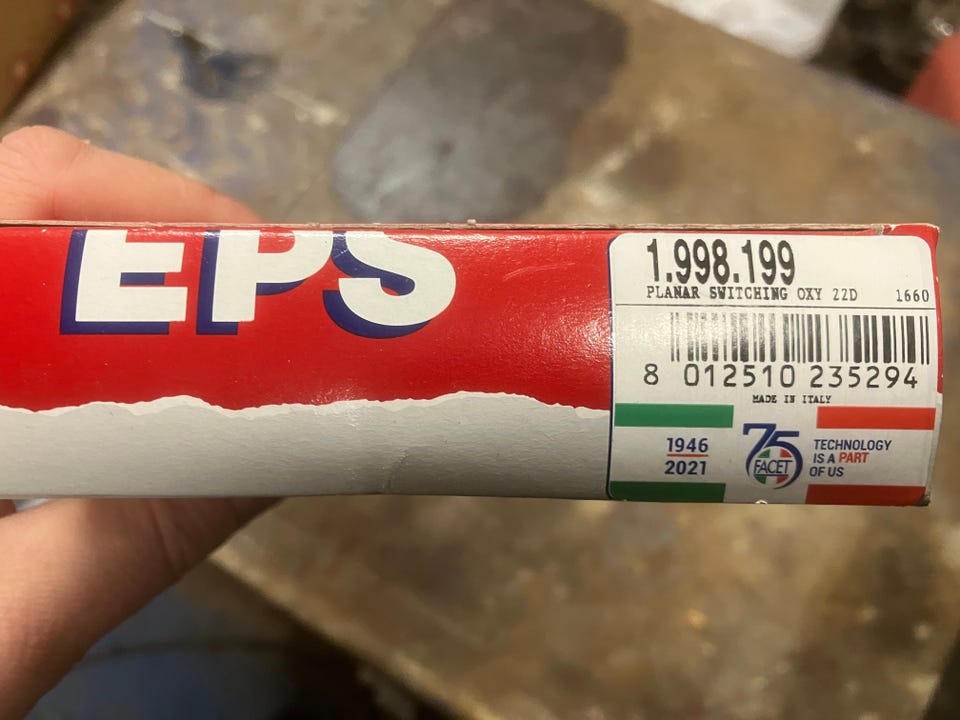 EPS
1.998.199
PLANAR SWITCHING OXY 22D 1660
8 012510 235294
MADE IN ITALY
1946
2021
75
FACET
TECHNOLOGY
IS A PART
OF US